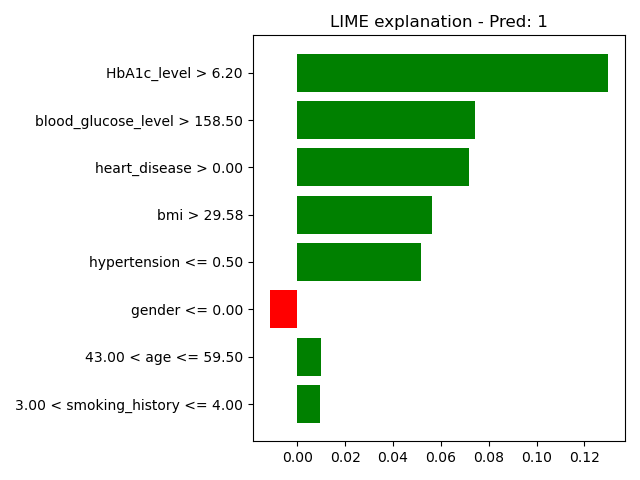 LIME explanation - Pred: 1
HbA1c_level > 6.20
blood_glucose_level > 158.50
heart_disease > 0.00
bmi > 29.58
hypertension <= 0.50
gender <= 0.00
43.00 < age <= 59.50
3.00 < smoking_history <= 4.00
0.00 0.02 0.04 0.06 0.08 0.10 0.12